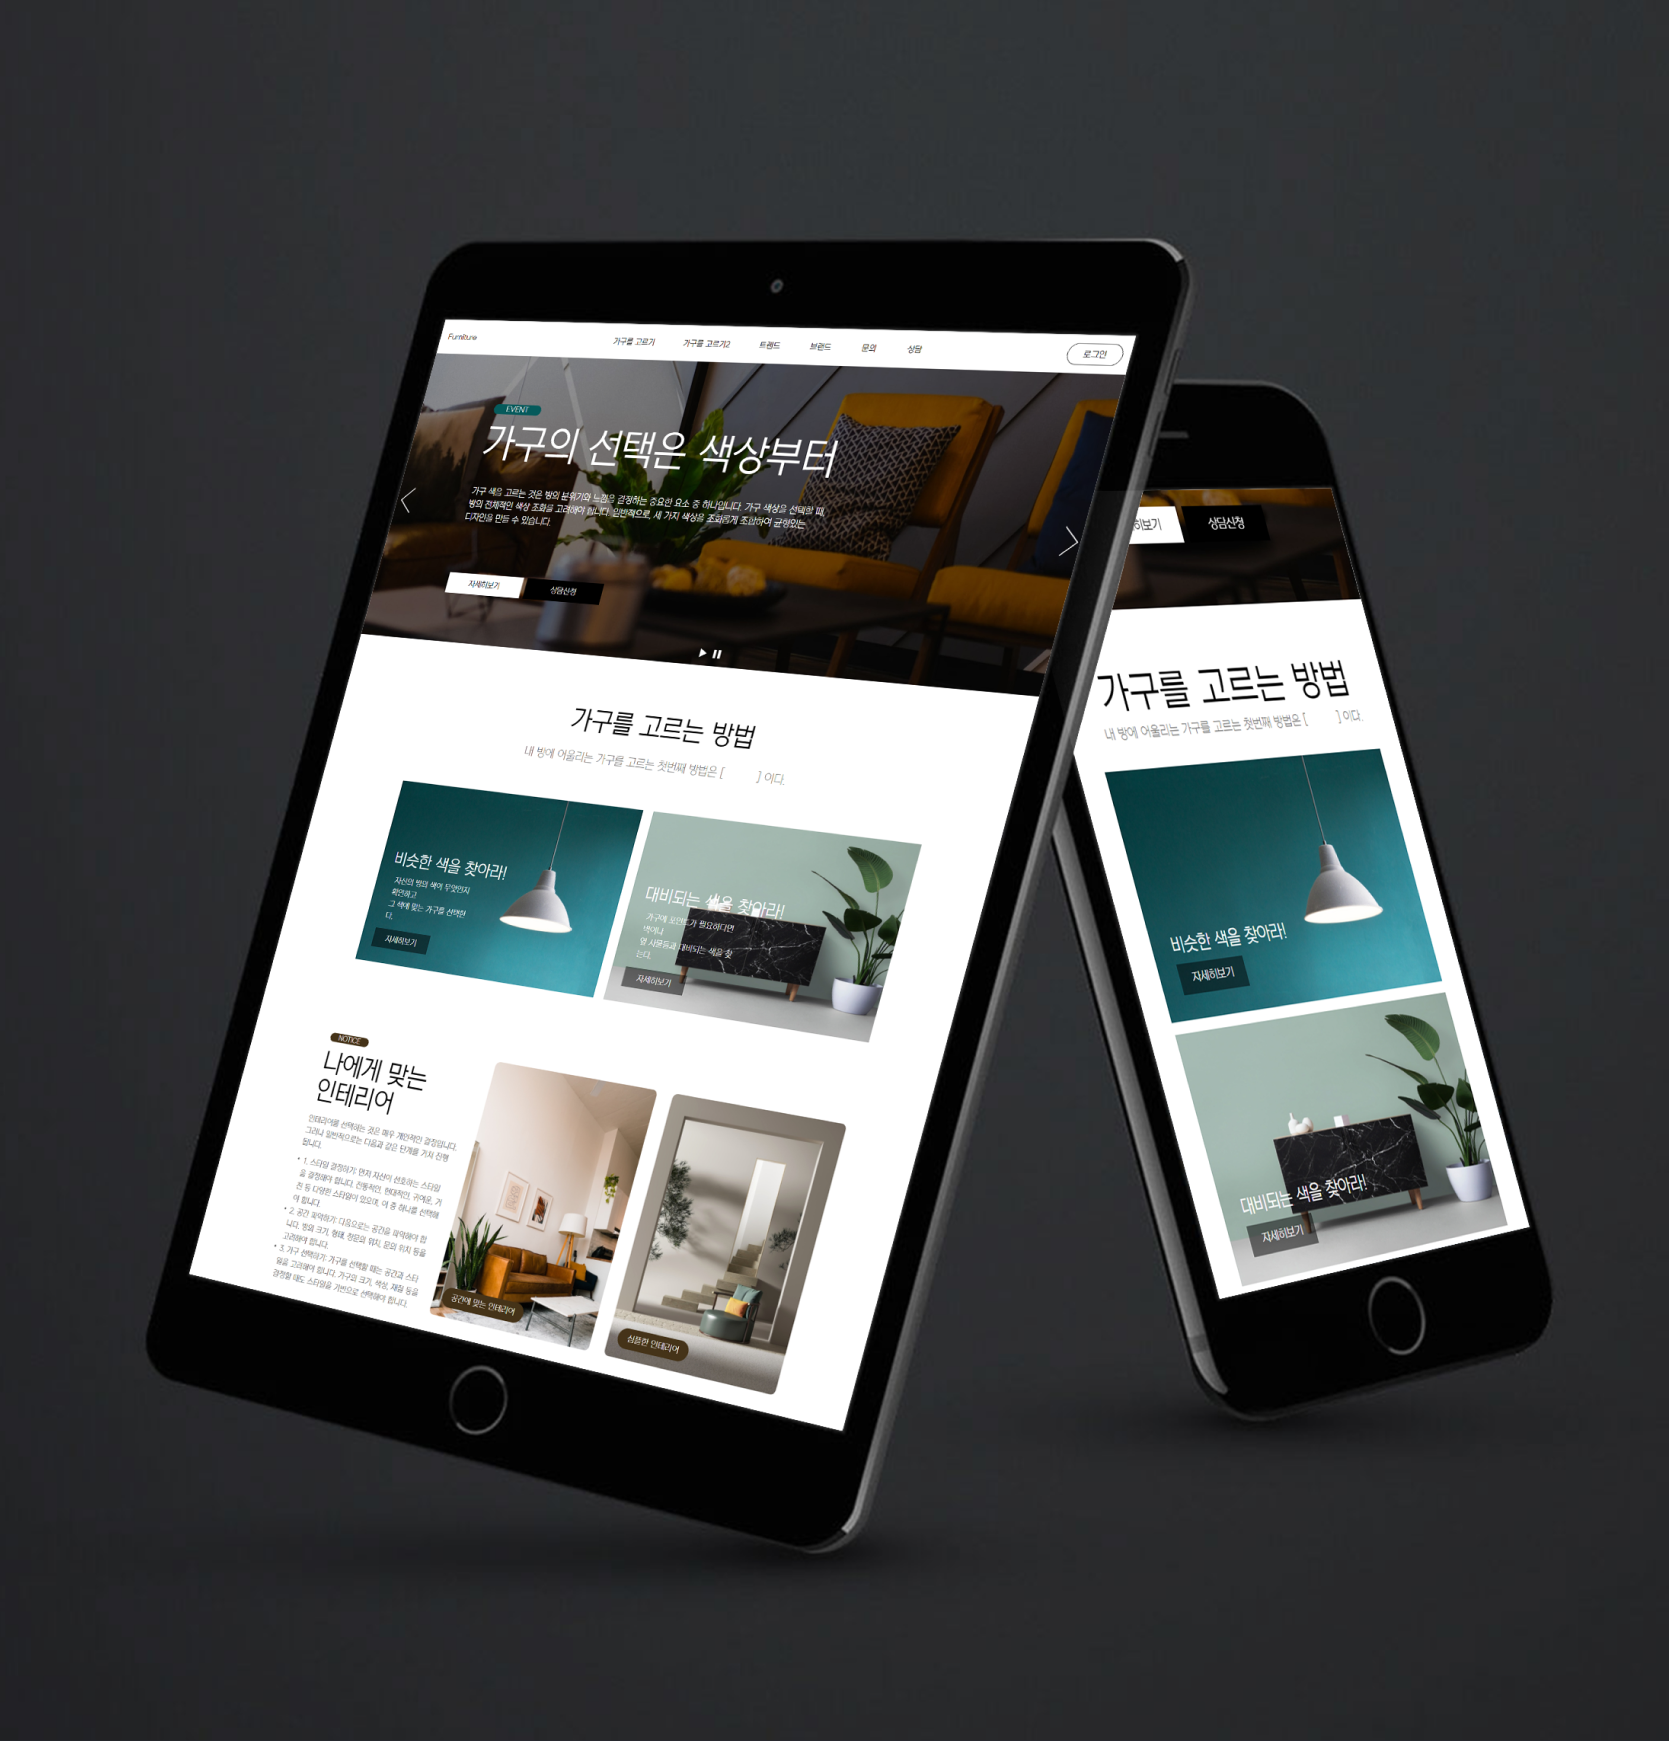 Furniture
가구를 고르기 가구를 고르기2 트렌드 브랜드 문의 상담
로그인
EVENT
가구의 선택은 색상부터
가구 색을 고르는 것은 방의 분위기와 느낌을 결정하는 중요한 요소 중 하나입니다. 가구 색상을 선택할 때,
방의 전체적인 색상 조화를 고려해야 합니다. 일반적으로, 세 가지 색상을 조화롭게 조합하여 균형있는
디자인을 만들 수 있습니다.
자세히보기 상담신청
가구를 고르는 방법
내 방에 어울리는 가구를 고르는 첫번째 방법은 [ ] 이다.
비슷한 색을 찾아라!
자신의 방의 색이 무엇인지
확인하고
그 색에 맞는 가구를 선택한
다.
자세히보기
대비되는 색을 찾아라!
가구에 포인트가 필요하다면
색이나
옆 사물들과 대비되는 색을 찾
는다.
자세히보기
NOTICE
나에게 맞는
인테리어
인테리어를 선택하는 것은 매우 개인적인 결정입니다.
그러나 일반적으로는 다음과 같은 단계를 거쳐 진행
됩니다.
• 1. 스타일 결정하기: 먼저 자신이 선호하는 스타일
을 결정해야 합니다. 전통적인, 현대적인, 귀여운, 거
친 등 다양한 스타일이 있으며, 이 중 하나를 선택해
야 합니다.
• 2. 공간 파악하기: 다음으로는 공간을 파악해야 합
니다. 방의 크기, 형태, 창문의 위치, 문의 위치 등을
고려해야 합니다.
• 3. 가구 선택하기: 가구를 선택할 때는 공간과 스타
일을 고려해야 합니다. 가구의 크기, 색상, 재질 등을
결정할 때도 스타일을 기반으로 선택해야 합니다.
공간에 맞는 인테리어
심플한 인테리어
히보기 상담신청
가구를 고르는 방법
내 방에 어울리는 가구를 고르는 첫번째 방법은 [ ] 이다.
비슷한 색을 찾아라!
자세히보기
대비되는 색을 찾아라!
자세히보기